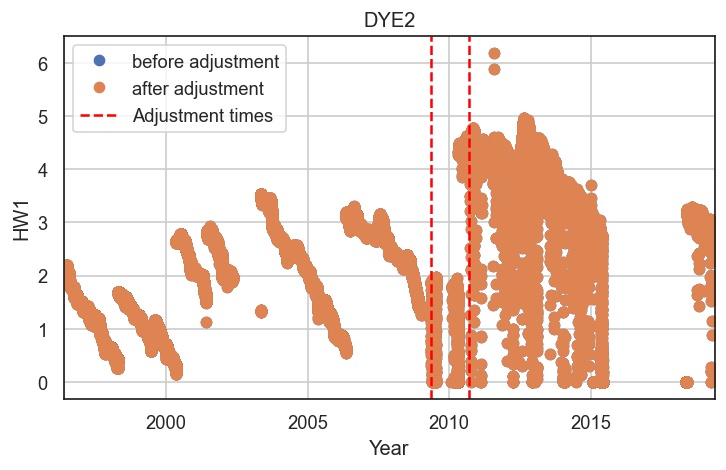 DYE2
before adjustment
after adjustment
Adjustment times
HW1
6
5
4
3
2
1
0
2000
2005
2010
2015
Year